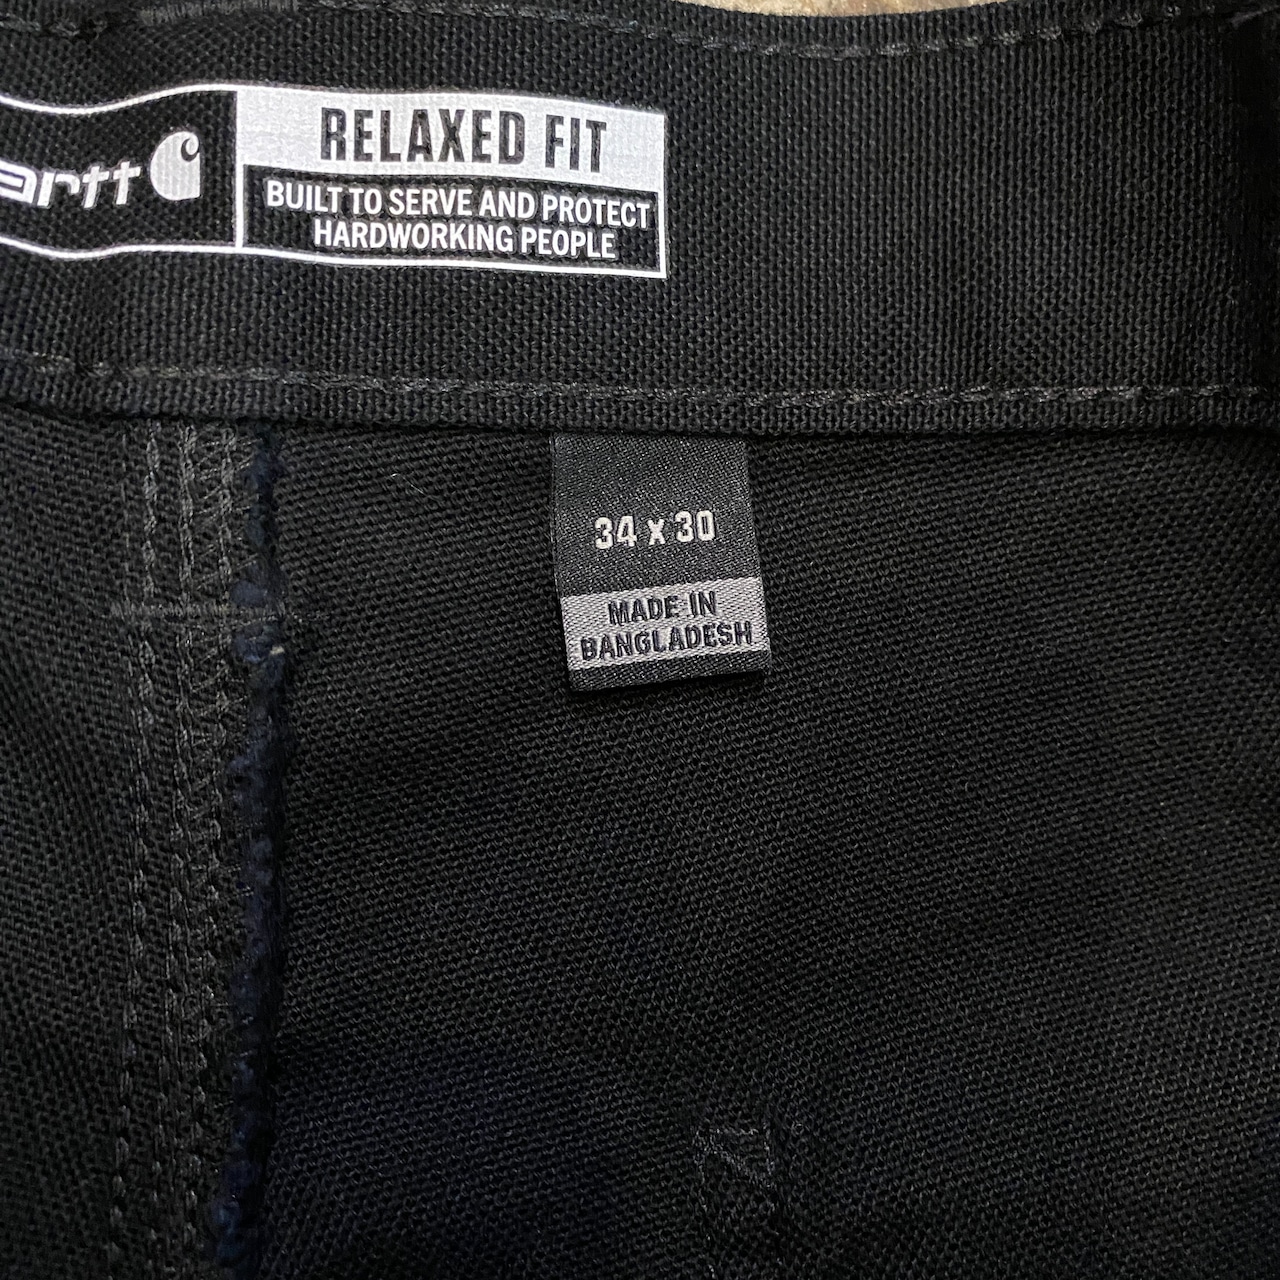 artt
RELAXED FIT
BUILT TO SERVE AND PROTECT
HARDWORKING PEOPLE
34 x 30
MADE IN
BANGLADESH